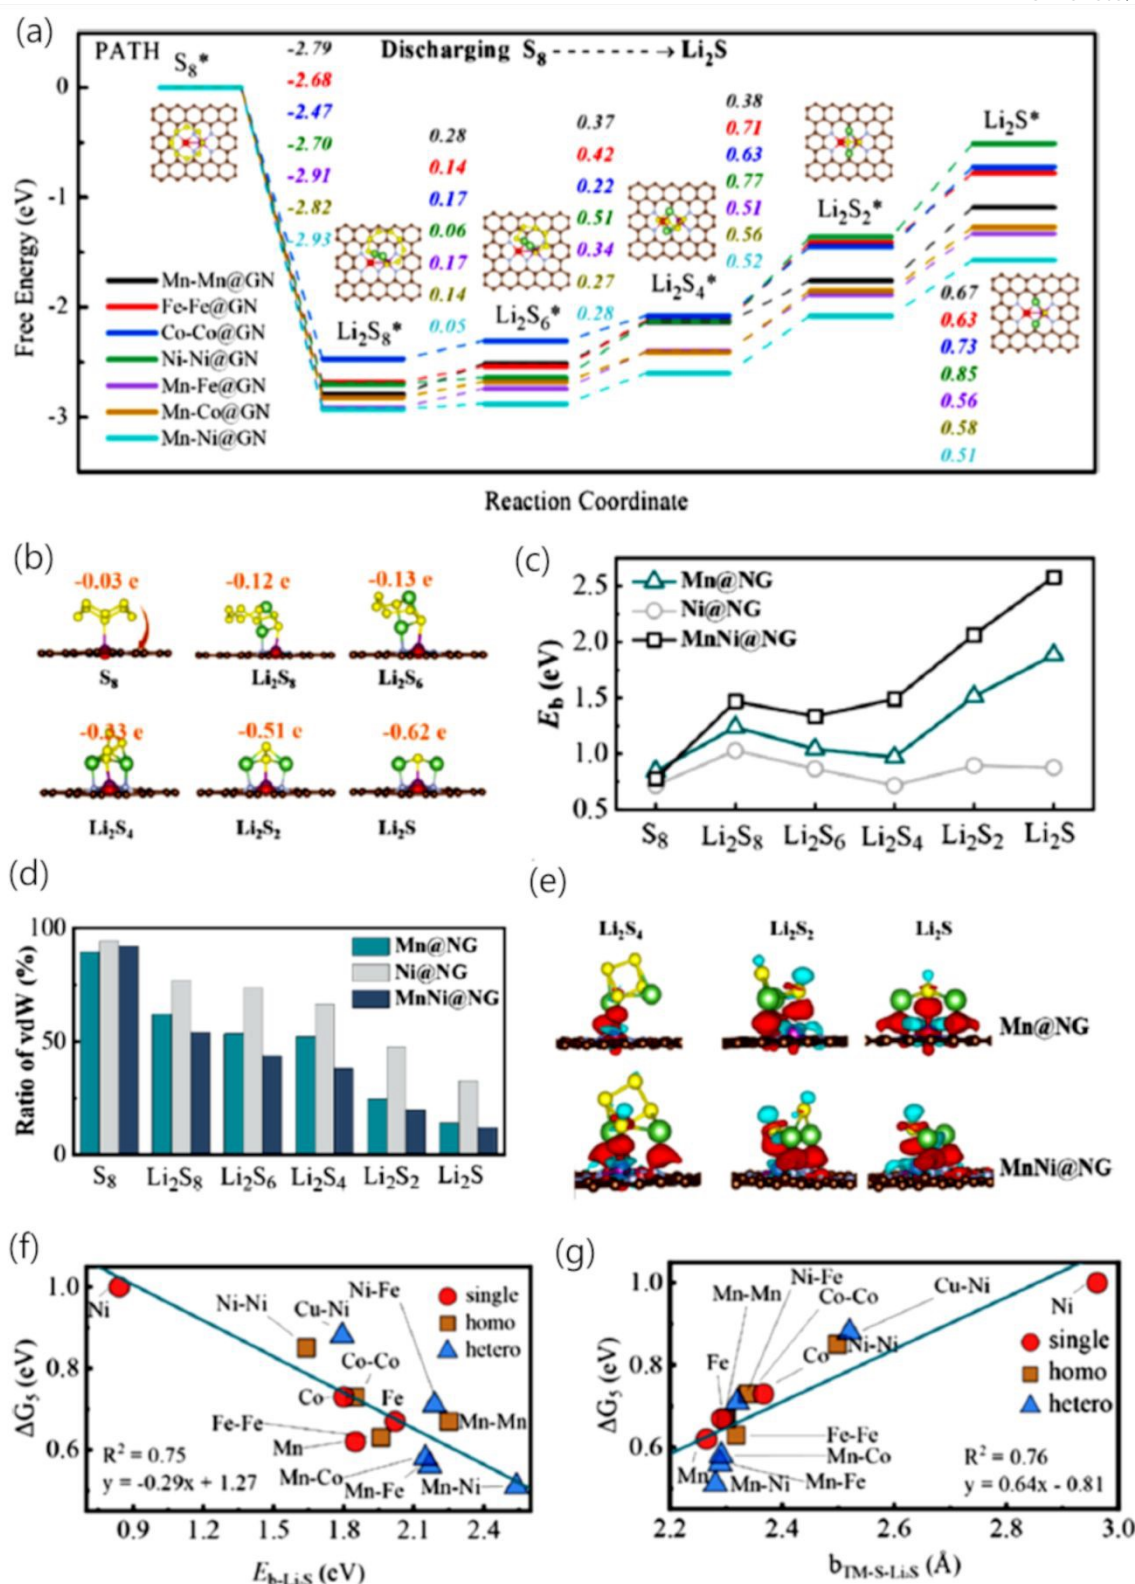 (a)
PATH
Discharging S₈ --------→ Li₂S
S₈*
-2.79
-2.68
-2.47
-2.70
-2.91
-2.82
-2.93
0.28
0.14
0.17
0.06
0.17
0.14
0.05
0.37
0.42
0.22
0.51
0.34
0.27
0.28
0.38
0.71
0.63
0.77
0.51
0.56
0.52
0.67
0.63
0.73
0.85
0.56
0.58
0.51
Li₂S₈*
Li₂S₆*
Li₂S₄*
Li₂S₂*
Li₂S*
Mn-Mn@GN
Fe-Fe@GN
Co-Co@GN
Ni-Ni@GN
Mn-Fe@GN
Mn-Co@GN
Mn-Ni@GN
0
-1
-2
-3
Free Energy (eV)
Reaction Coordinate
(b)
-0.03 e
-0.12 e
-0.13 e
S₈
Li₂S₈
Li₂S₆
-0.33 e
-0.51 e
-0.62 e
Li₂S₄
Li₂S₂
Li₂S
(c)
Mn@NG
Ni@NG
MnNi@NG
2.5
2.0
1.5
1.0
0.5
E_b (eV)
S₈ Li₂S₈ Li₂S₆ Li₂S₄ Li₂S₂ Li₂S
(d)
100
50
0
Ratio of vdW (%)
Mn@NG
Ni@NG
MnNi@NG
S₈ Li₂S₈ Li₂S₆ Li₂S₄ Li₂S₂ Li₂S
(e)
Li₂S₄ Li₂S₂ Li₂S
Mn@NG
MnNi@NG
(f)
1.0
0.8
0.6
ΔG₅ (eV)
single
homo
hetero
Ni
Ni-Ni
Cu-Ni
Ni-Fe
Co-Co
Co
Fe
Fe-Fe
Mn-Mn
Mn
Mn-Co
Mn-Fe
Mn-Ni
R² = 0.75
y = -0.29x + 1.27
0.9 1.2 1.5 1.8 2.1 2.4
E_b-Li₂S (eV)
(g)
1.0
0.8
0.6
ΔG₅ (eV)
Ni-Fe
Mn-Mn
Co-Co
Cu-Ni
Ni
single
homo
hetero
Fe
Co
Ni-Ni
Fe-Fe
Mn-Co
Mn
Mn-Ni
Mn-Fe
R² = 0.76
y = 0.64x - 0.81
2.2 2.4 2.6 2.8 3.0
b_TM-S-Li₂S (Å)